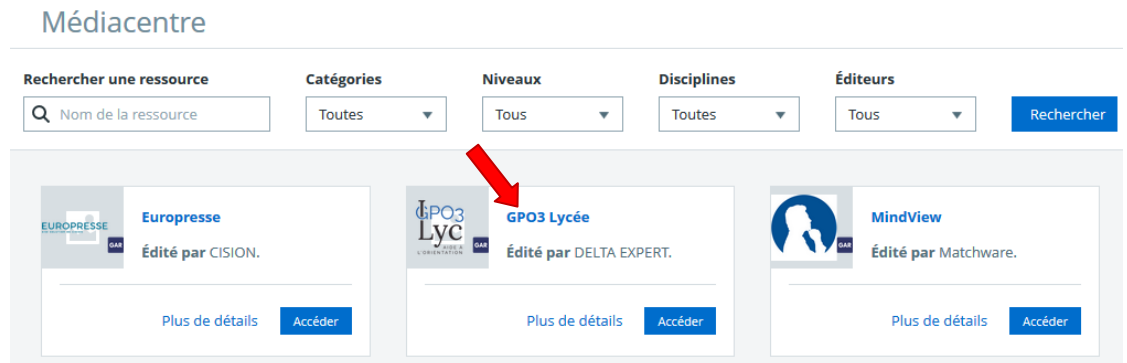 Médiacentre
Rechercher une ressource Catégories Niveaux Disciplines Éditeurs
Nom de la ressource Toutes Tous Toutes Tous Rechercher
EUROPRESSE
GAR
Europresse
Édité par CISION.
Plus de détails Accéder
GPO3
Lyc
AIDE À
L'ORIENTATION
GAR
GPO3 Lycée
Édité par DELTA EXPERT.
Plus de détails Accéder
GAR
MindView
Édité par Matchware.
Plus de détails Accéder